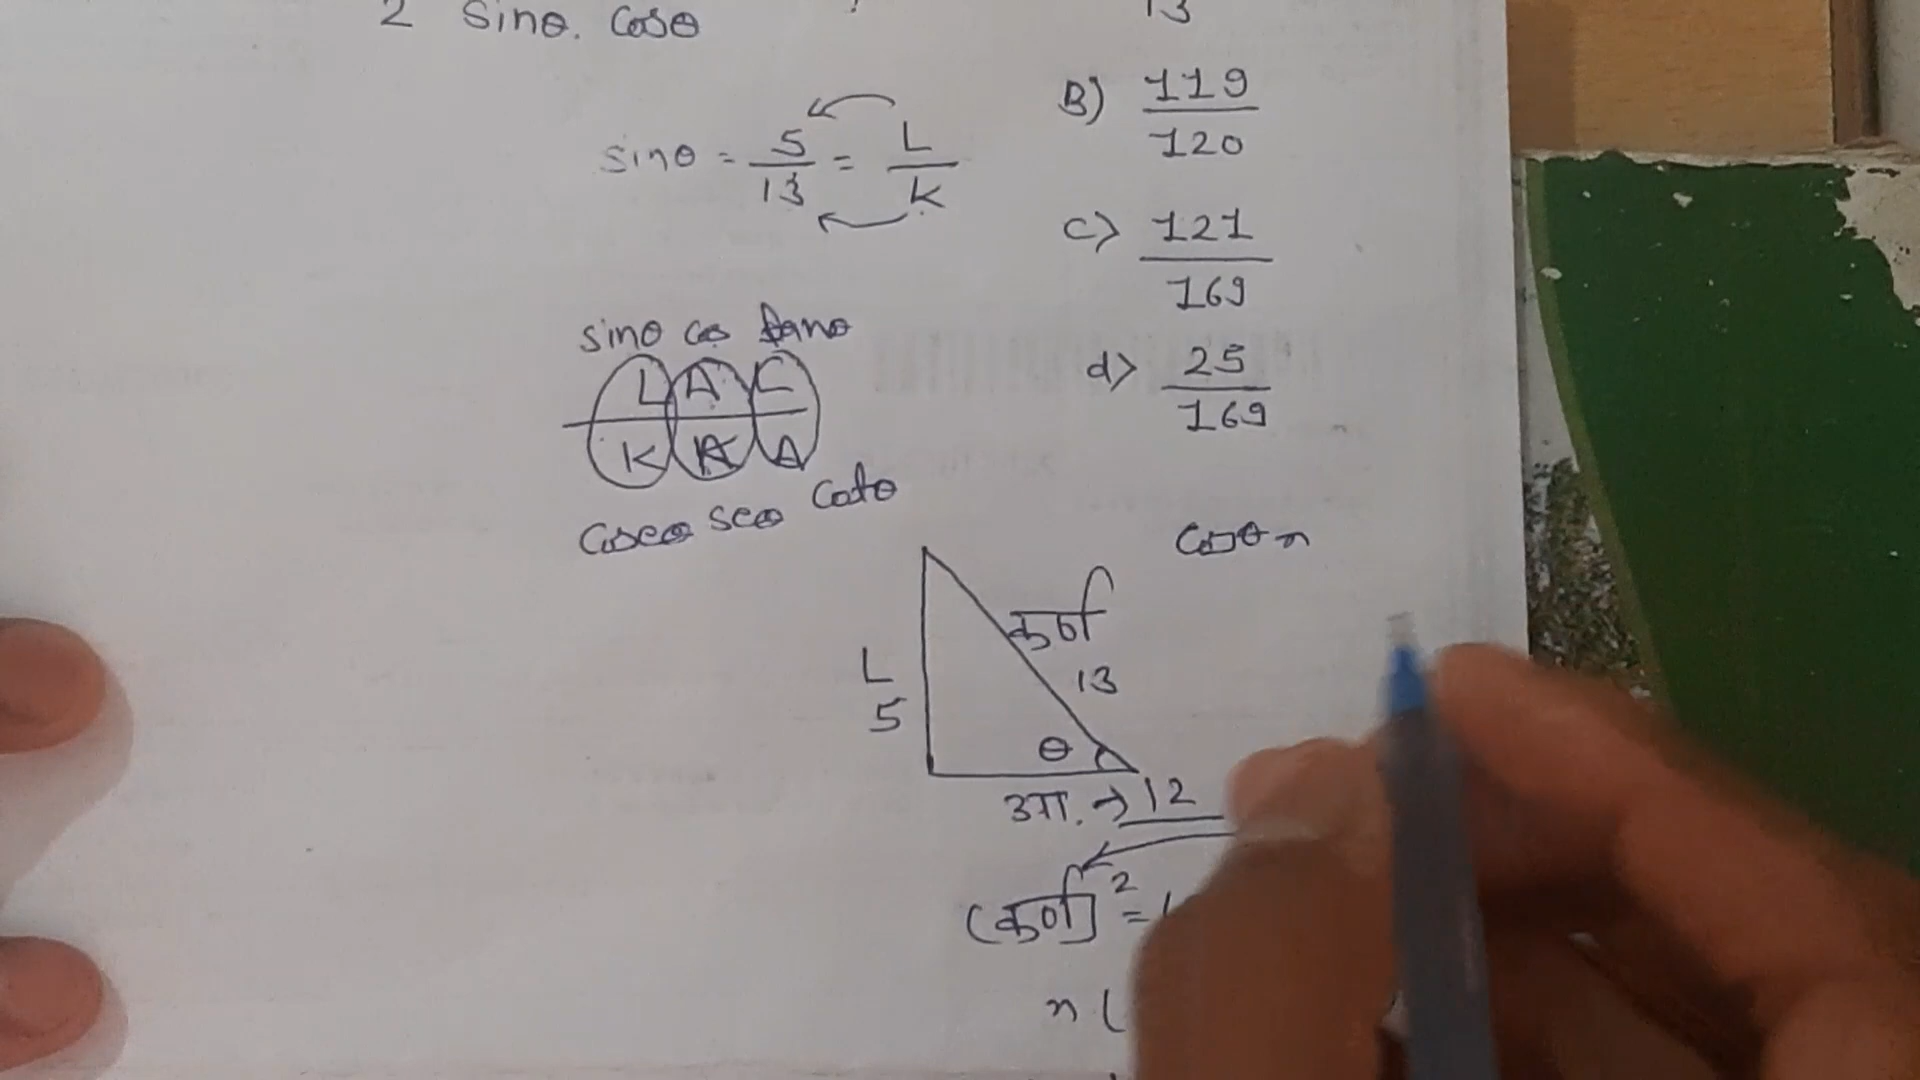 2 Sinθ. Cosθ
13
sinθ = 5/13 = L/K
B) 119/120
C) 121/169
d) 25/169
sinθ cos tanθ
L A L
K K A
Cosecθ secθ Cotθ
Cosθ =
कर्ण
L
13
5
θ
आ. → 12
(कर्ण)² =